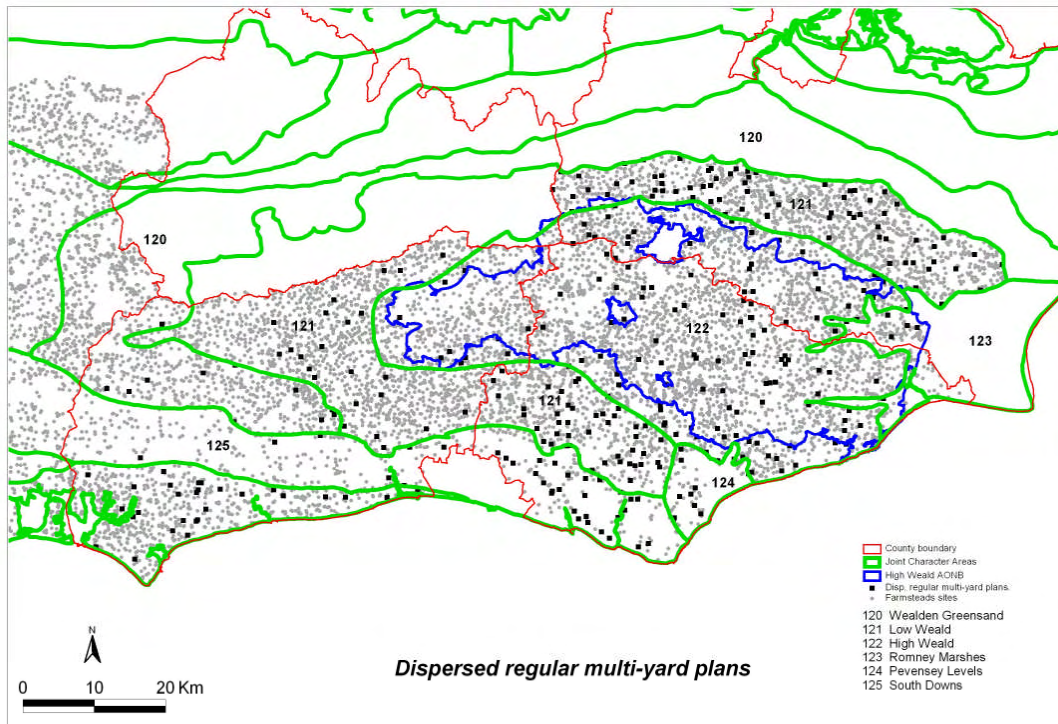 120
121
120
121
122
123
121
125
124
County boundary
Joint Character Areas
High Weald AONB
Disp. regular multi-yard plans.
Farmsteads sites
120 Wealden Greensand
121 Low Weald
122 High Weald
123 Romney Marshes
124 Pevensey Levels
125 South Downs
N
Dispersed regular multi-yard plans
0 10 20 Km